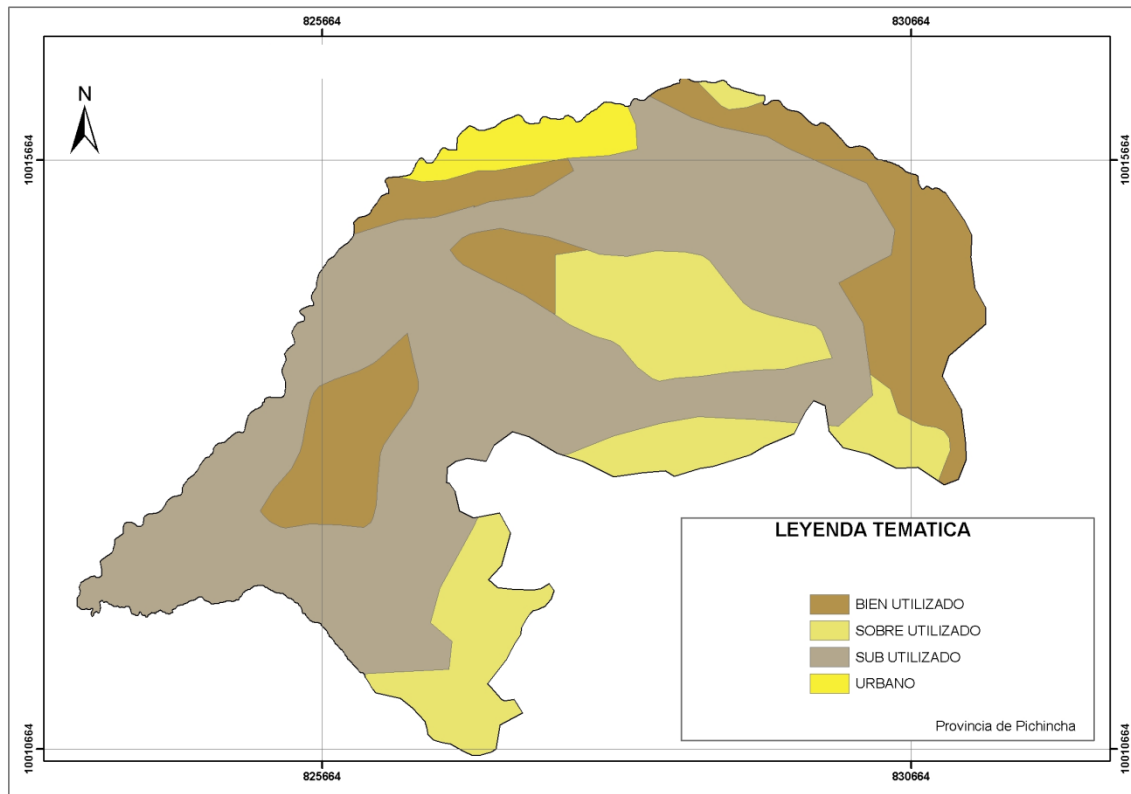 825664
830664
N
10015664
10015664
LEYENDA TEMATICA
BIEN UTILIZADO
SOBRE UTILIZADO
SUB UTILIZADO
URBANO
Provincia de Pichincha
10010664
10010664
825664
830664